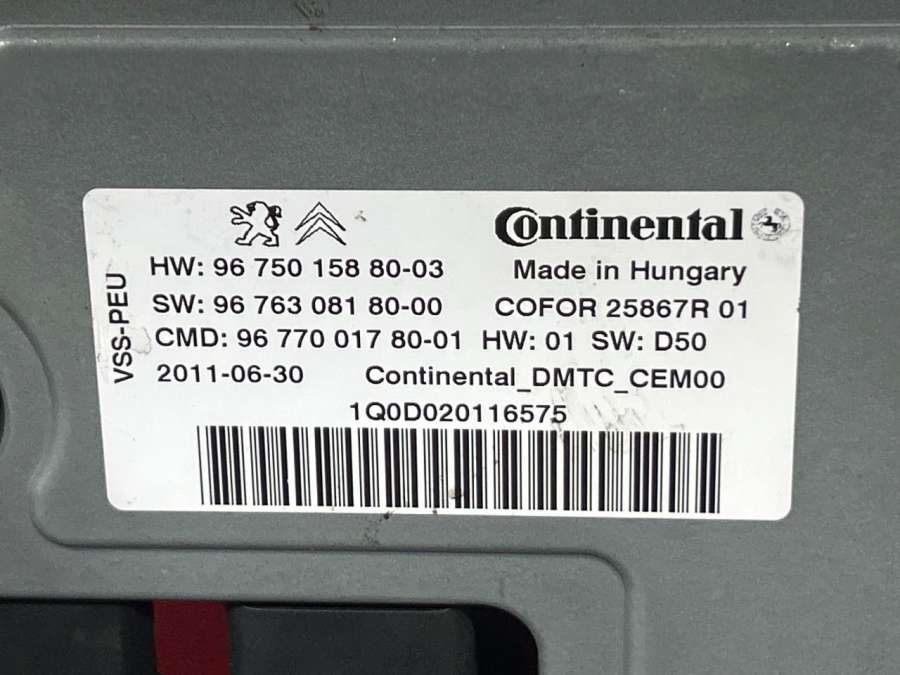 Continental
HW: 96 750 158 80-03 Made in Hungary
SW: 96 763 081 80-00 COFOR 25867R 01
CMD: 96 770 017 80-01 HW: 01 SW: D50
2011-06-30 Continental_DMTC_CEM00
1Q0D020116575
VSS-PEU